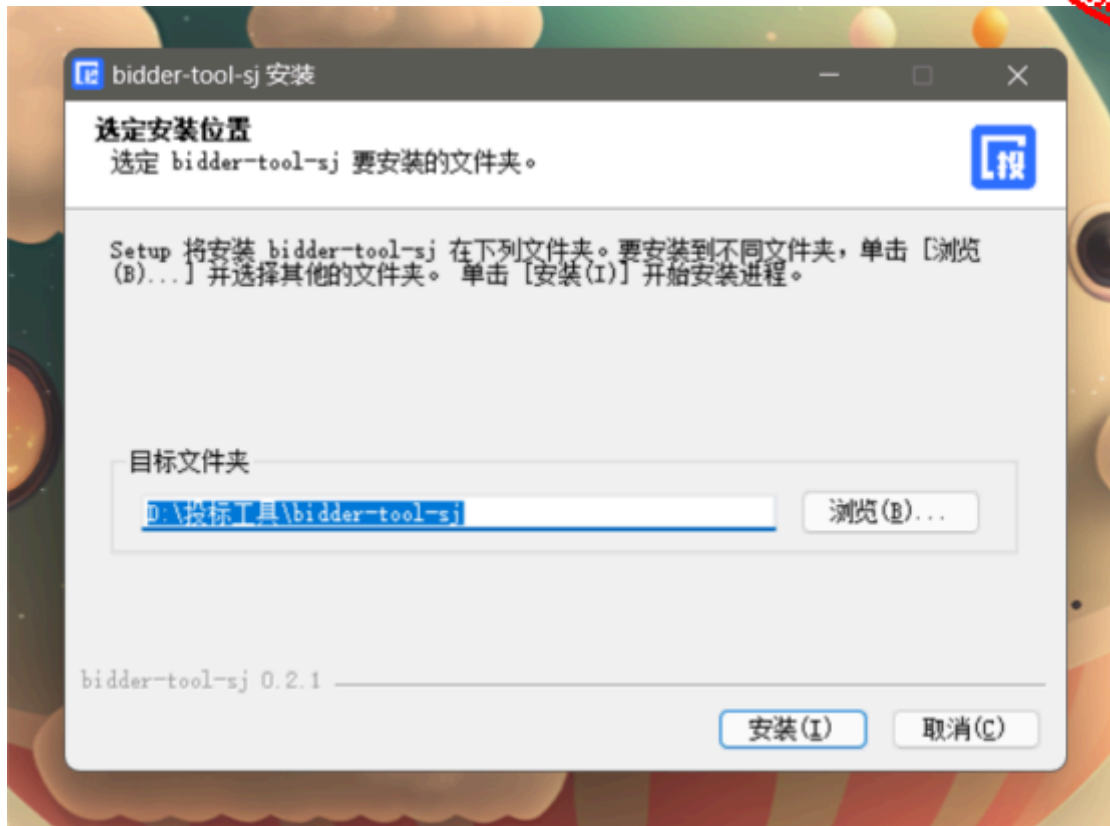 bidder-tool-sj 安装
选定安装位置
选定 bidder-tool-sj 要安装的文件夹。
投
Setup 将安装 bidder-tool-sj 在下列文件夹。要安装到不同文件夹，单击 [浏览
(B)...] 并选择其他的文件夹。 单击 [安装(I)] 开始安装进程。
目标文件夹
D:\投标工具\bidder-tool-sj
浏览(B)...
bidder-tool-sj 0.2.1
安装(I)
取消(C)